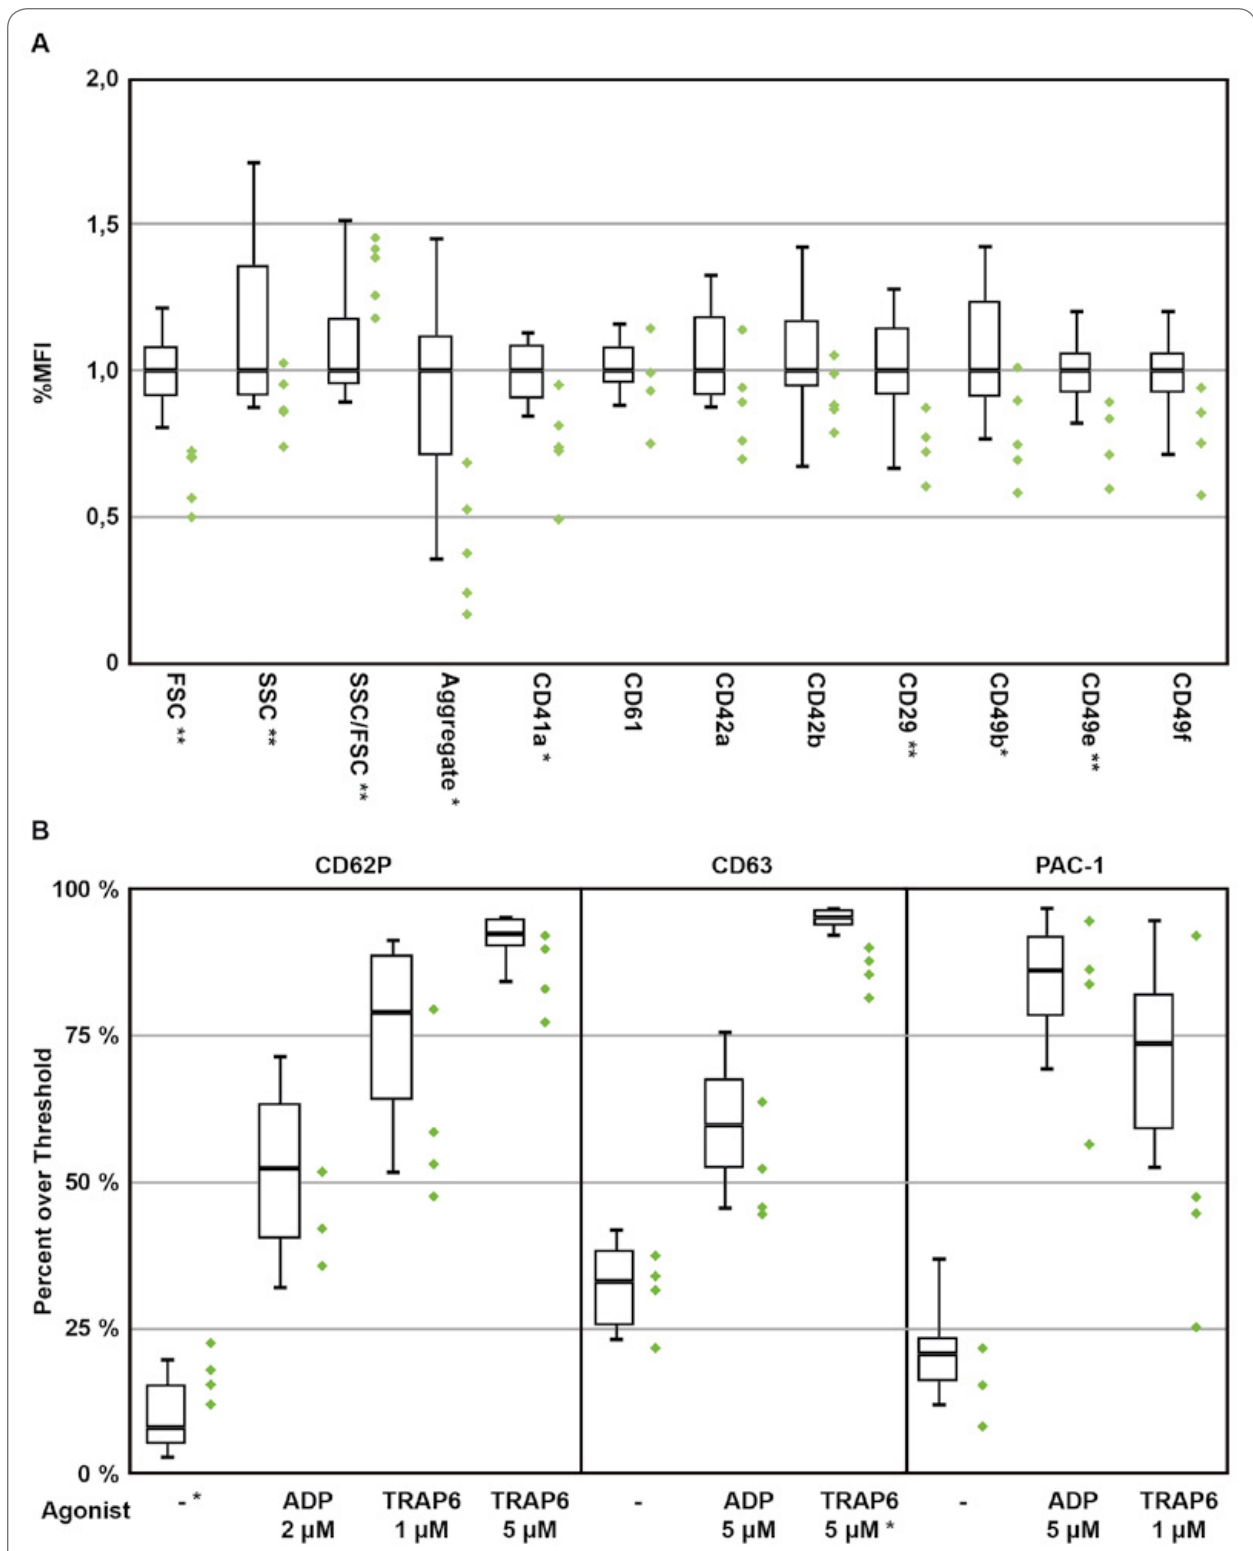 A
2,0
1,5
1,0
0,5
0
%MFI
FSC **
SSC **
SSC/FSC **
Aggregate *
CD41a *
CD61
CD42a
CD42b
CD29 **
CD49b*
CD49e **
CD49f
B
CD62P CD63 PAC-1
100 %
75 %
50 %
25 %
0 %
Percent over Threshold
Agonist - * ADP TRAP6 TRAP6 - ADP TRAP6 - ADP TRAP6
2 µM 1 µM 5 µM 5 µM 5 µM * 5 µM 1 µM